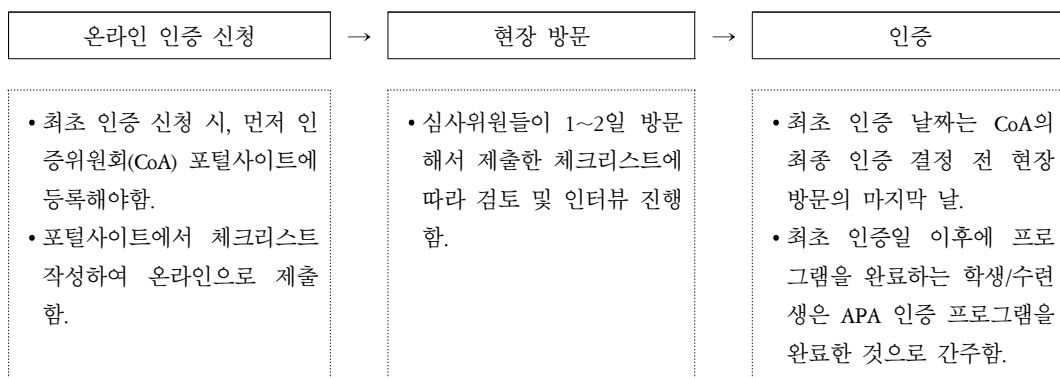 온라인 인증 신청 → 현장 방문 → 인증
• 최초 인증 신청 시, 먼저 인
증위원회(CoA) 포털사이트에
등록해야함.
• 포털사이트에서 체크리스트
작성하여 온라인으로 제출
함.
• 심사위원들이 1~2일 방문
해서 제출한 체크리스트에
따라 검토 및 인터뷰 진행
함.
• 최초 인증 날짜는 CoA의
최종 인증 결정 전 현장
방문의 마지막 날.
• 최초 인증일 이후에 프로
그램을 완료하는 학생/수련
생은 APA 인증 프로그램을
완료한 것으로 간주함.